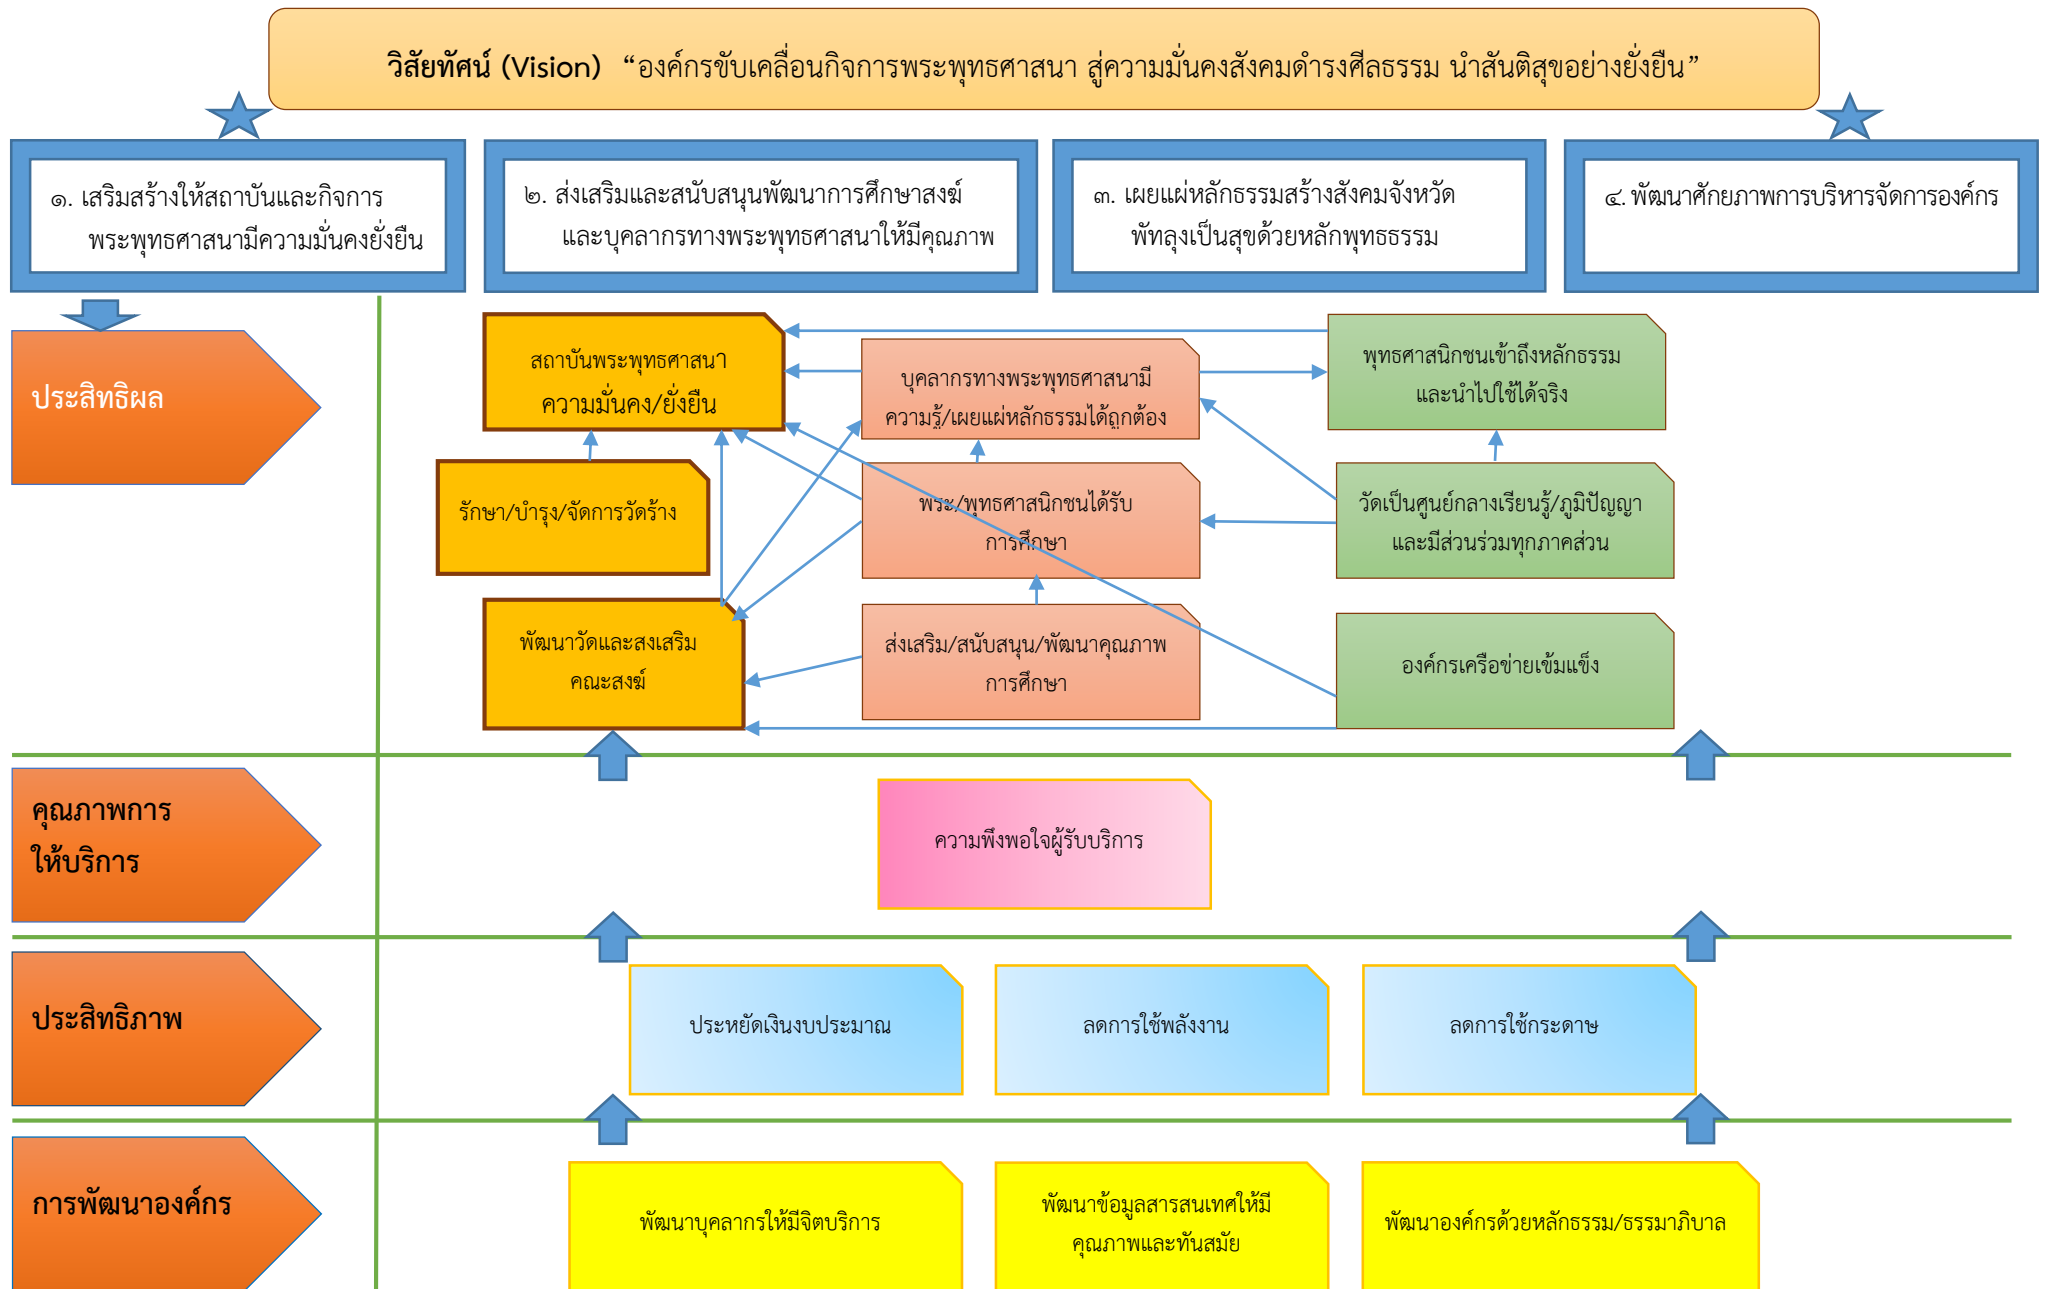 วิสัยทัศน์ (Vision) “องค์กรขับเคลื่อนกิจการพระพุทธศาสนา สู่ความมั่นคงสังคมดำรงศีลธรรม นำสันติสุขอย่างยั่งยืน”
๑. เสริมสร้างให้สถาบันและกิจการ
พระพุทธศาสนามีความมั่นคงยั่งยืน
๒. ส่งเสริมและสนับสนุนพัฒนาการศึกษาสงฆ์
และบุคลากรทางพระพุทธศาสนาให้มีคุณภาพ
๓. เผยแผ่หลักธรรมสร้างสังคมจังหวัด
พัทลุงเป็นสุขด้วยหลักพุทธธรรม
๔. พัฒนาศักยภาพการบริหารจัดการองค์กร
ประสิทธิผล
สถาบันพระพุทธศาสนา
ความมั่นคง/ยั่งยืน
บุคลากรทางพระพุทธศาสนามี
ความรู้/เผยแผ่หลักธรรมได้ถูกต้อง
พุทธศาสนิกชนเข้าถึงหลักธรรม
และนำไปใช้ได้จริง
รักษา/บำรุง/จัดการวัดร้าง
พระ/พุทธศาสนิกชนได้รับ
การศึกษา
วัดเป็นศูนย์กลางเรียนรู้/ภูมิปัญญา
และมีส่วนร่วมทุกภาคส่วน
พัฒนาวัดและสงเสริม
คณะสงฆ์
ส่งเสริม/สนับสนุน/พัฒนาคุณภาพ
การศึกษา
องค์กรเครือข่ายเข้มแข็ง
คุณภาพการ
ให้บริการ
ความพึงพอใจผู้รับบริการ
ประสิทธิภาพ
ประหยัดเงินงบประมาณ
ลดการใช้พลังงาน
ลดการใช้กระดาษ
การพัฒนาองค์กร
พัฒนาบุคลากรให้มีจิตบริการ
พัฒนาข้อมูลสารสนเทศให้มี
คุณภาพและทันสมัย
พัฒนาองค์กรด้วยหลักธรรม/ธรรมาภิบาล